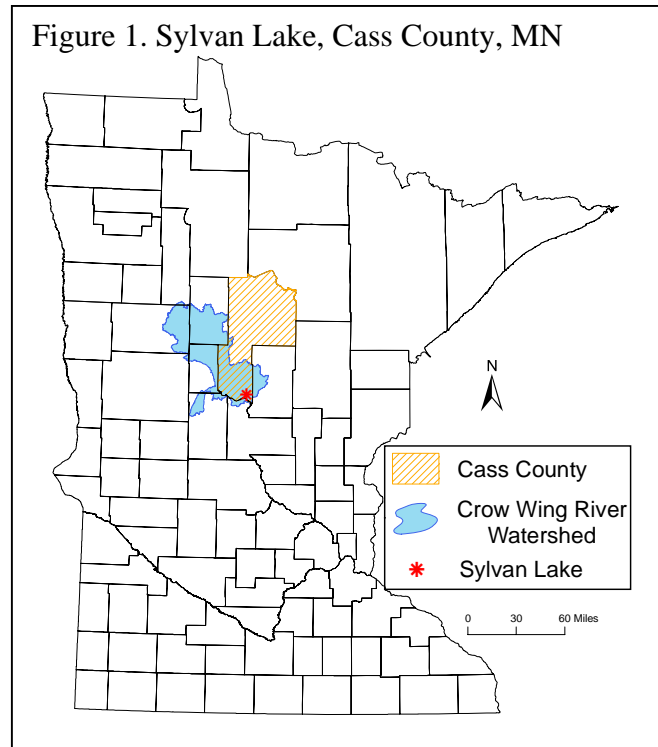 Figure 1. Sylvan Lake, Cass County, MN
N
Cass County
Crow Wing River
Watershed
Sylvan Lake
0 30 60 Miles